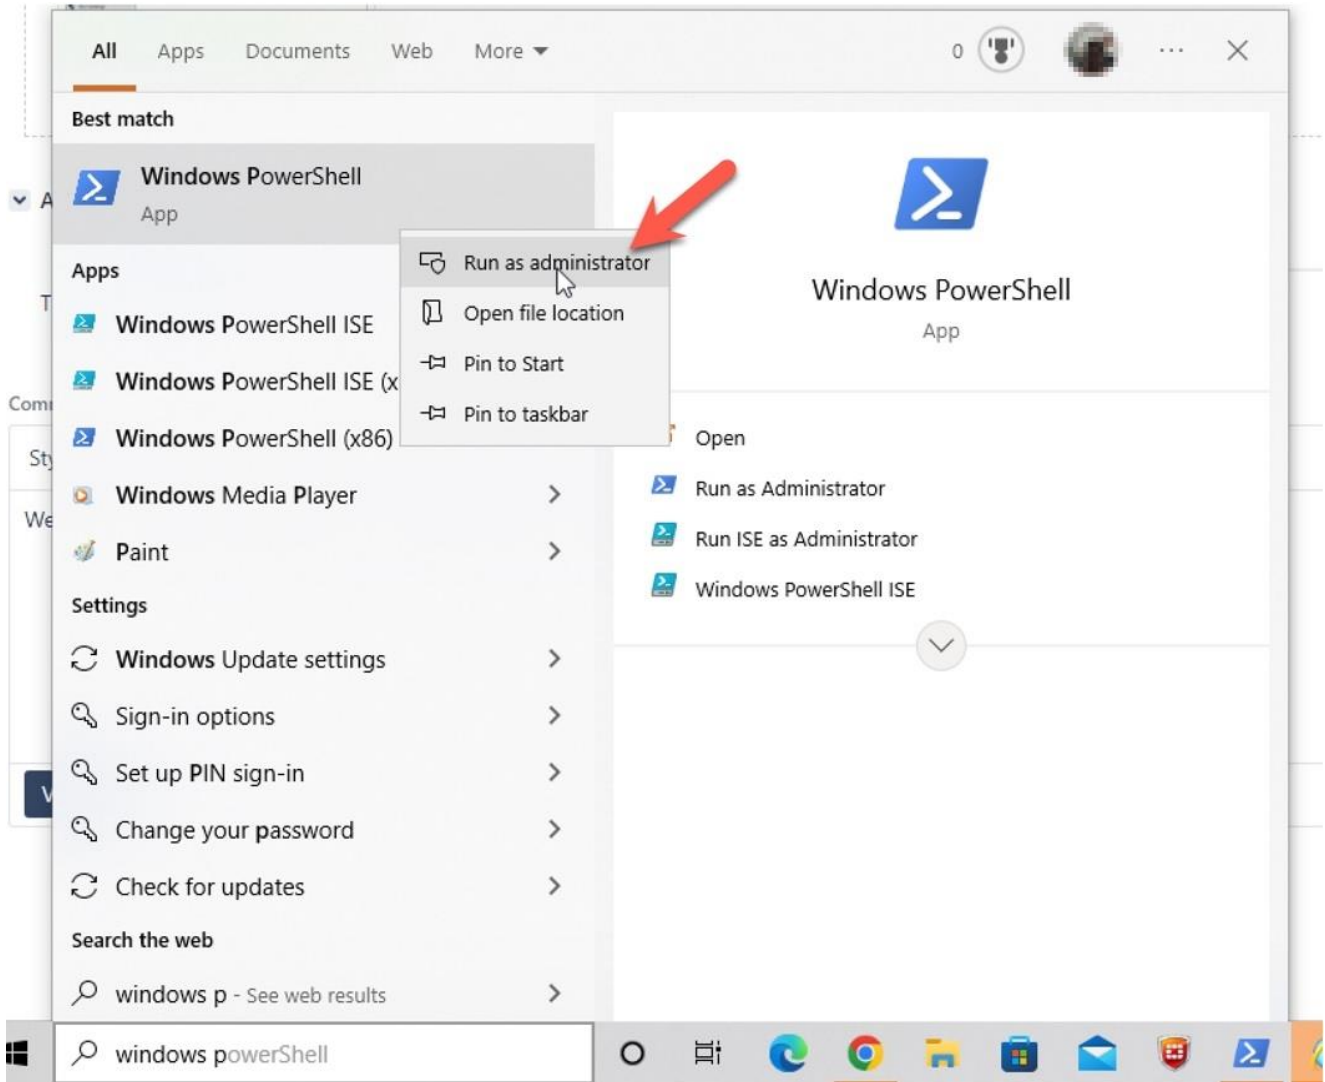 All Apps Documents Web More 0 ...
Best match
Windows PowerShell
App
Apps
Windows PowerShell ISE
Windows PowerShell ISE (x
Windows PowerShell (x86)
Windows Media Player
Paint
Settings
Windows Update settings
Sign-in options
Set up PIN sign-in
Change your password
Check for updates
Search the web
windows p - See web results
windows powerShell
Run as administrator
Open file location
Pin to Start
Pin to taskbar
Windows PowerShell
App
Open
Run as Administrator
Run ISE as Administrator
Windows PowerShell ISE
A
T
Com
Sty
We
V